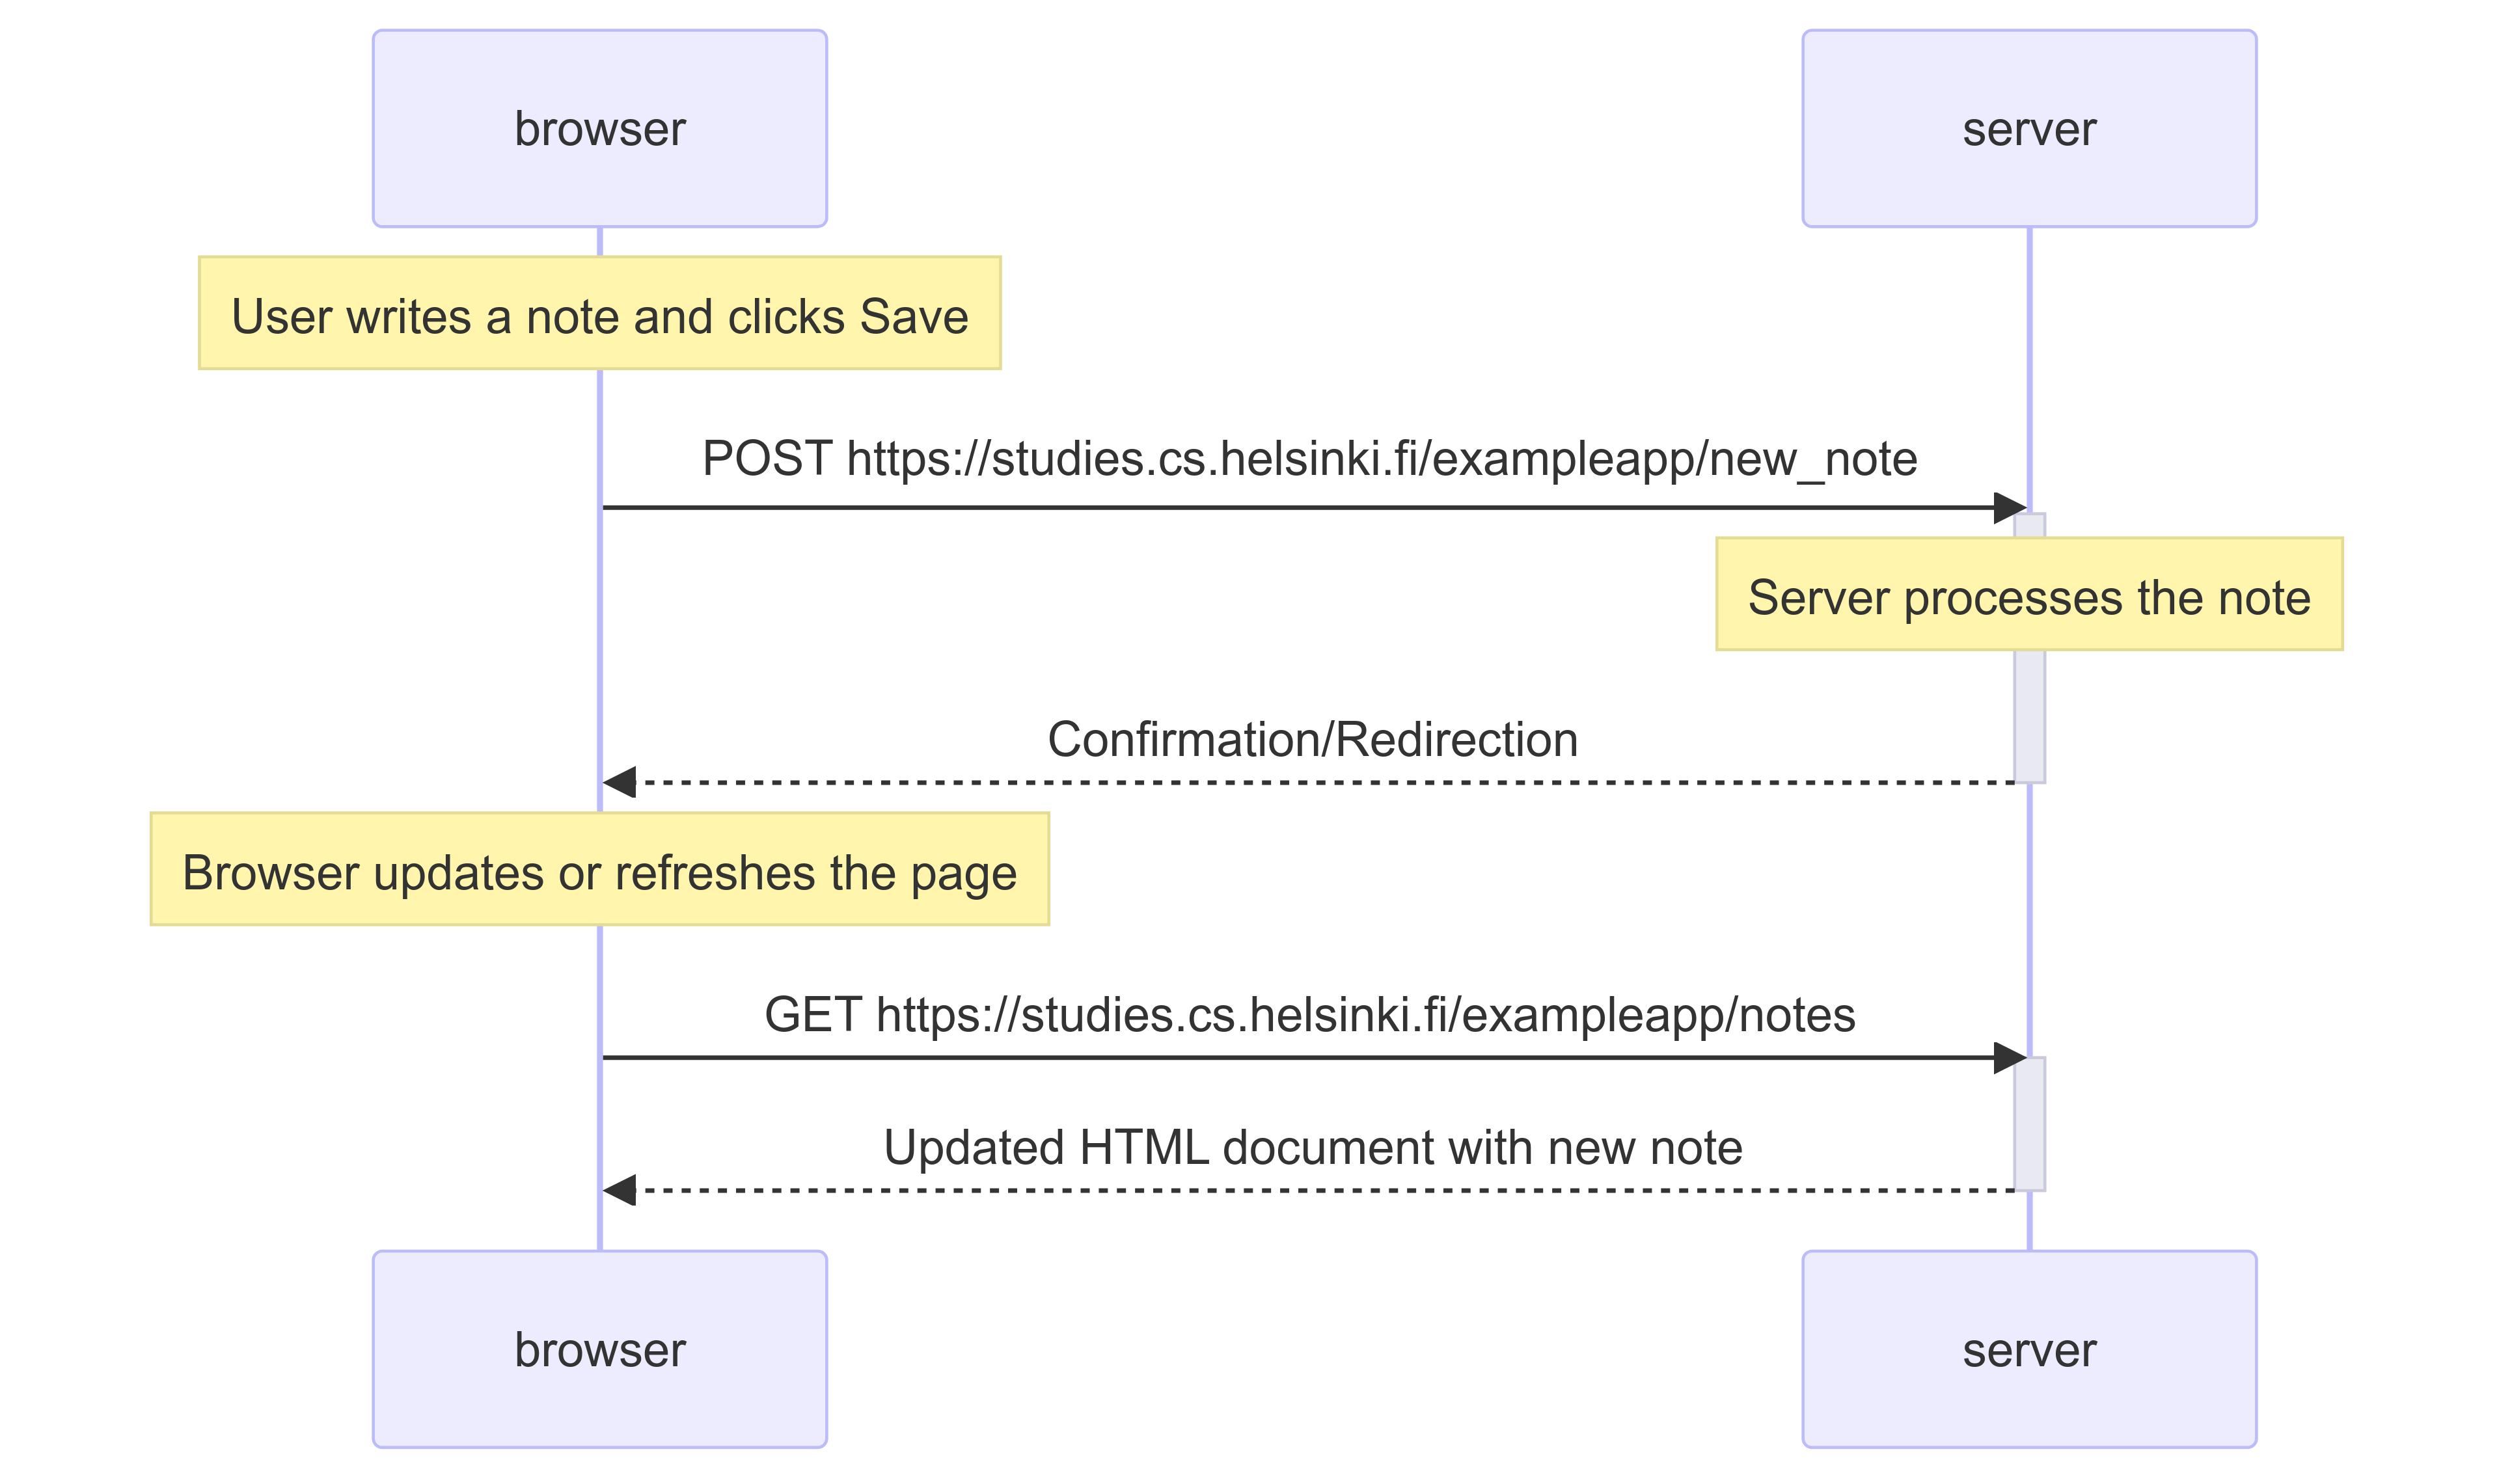 browser
server
User writes a note and clicks Save
POST https://studies.cs.helsinki.fi/exampleapp/new_note
Server processes the note
Confirmation/Redirection
Browser updates or refreshes the page
GET https://studies.cs.helsinki.fi/exampleapp/notes
Updated HTML document with new note
browser
server